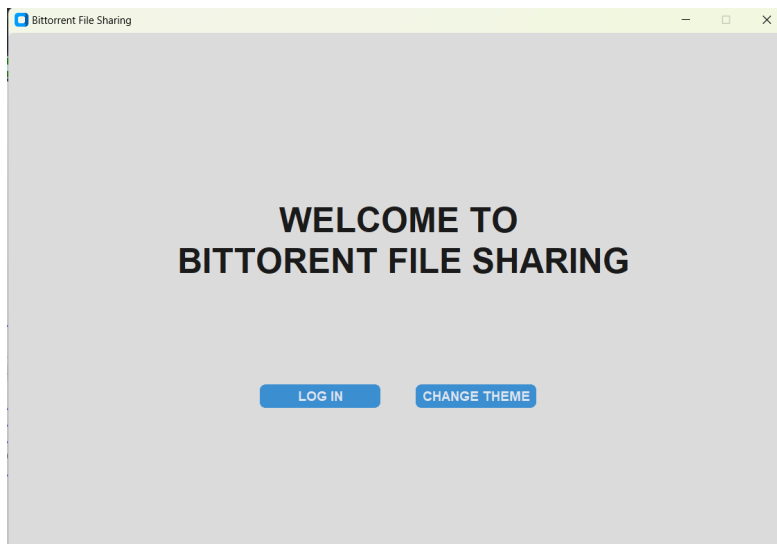 Bittorrent File Sharing
WELCOME TO
BITTORENT FILE SHARING
LOG IN
CHANGE THEME